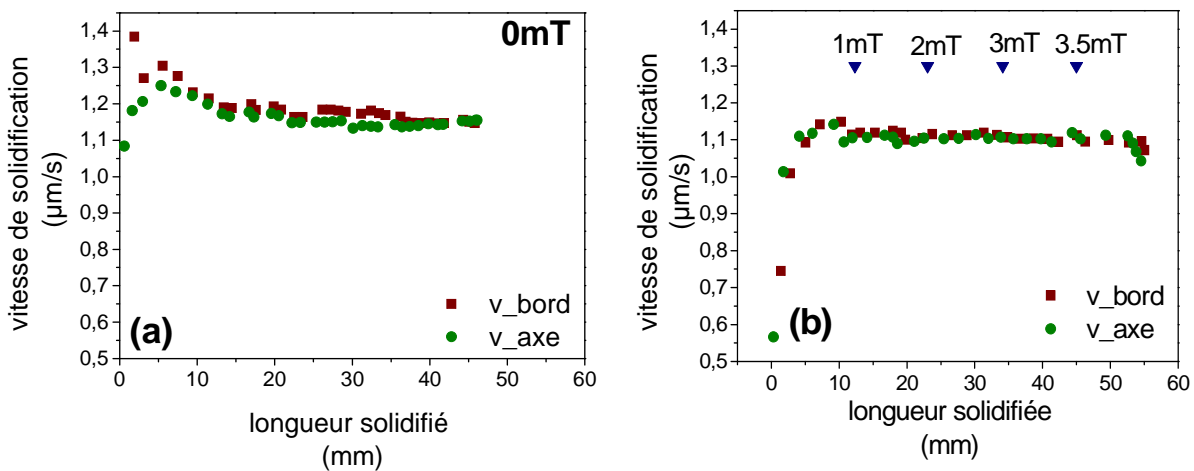 0mT
1,4
1,3
1,2
1,1
1,0
0,9
0,8
0,7
0,6
0,5
vitesse de solidification
(µm/s)
v_bord
v_axe
(a)
0 10 20 30 40 50 60
longueur solidifié
(mm)
1mT 2mT 3mT 3.5mT
1,4
1,3
1,2
1,1
1,0
0,9
0,8
0,7
0,6
0,5
vitesse de solidification
(µm/s)
v_bord
v_axe
(b)
0 10 20 30 40 50 60
longueur solidifiée
(mm)